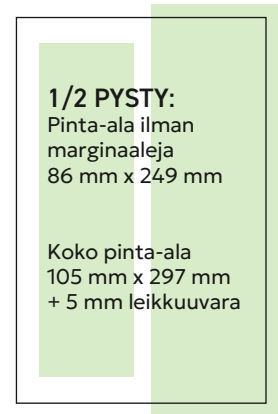 1/2 PYSTY:
Pinta-ala ilman
marginaaleja
86 mm x 249 mm
Koko pinta-ala
105 mm x 297 mm
+ 5 mm leikkuuvara